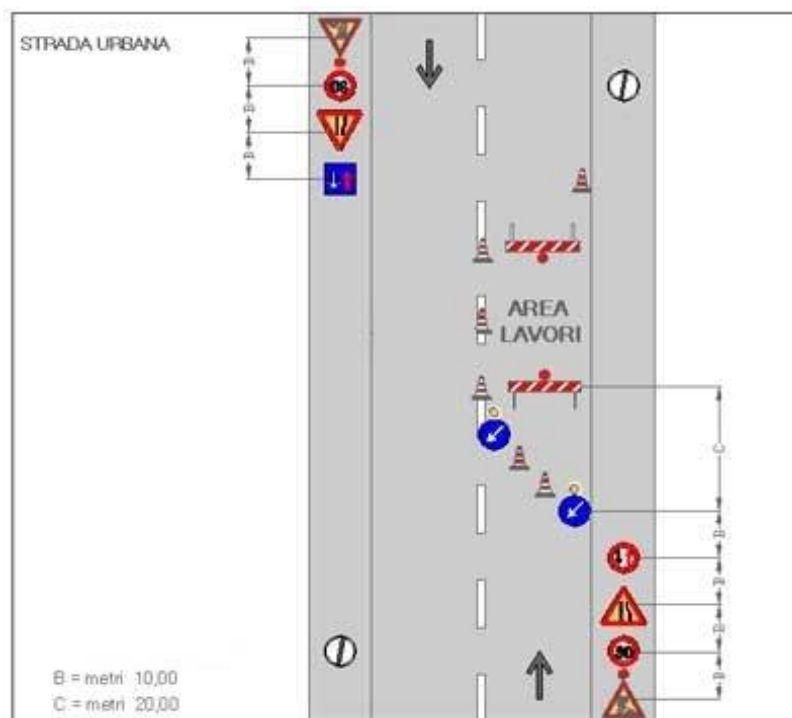 STRADA URBANA
B
B
B
AREA
LAVORI
C
B
B
B
B
B = metri 10,00
C = metri 20,00